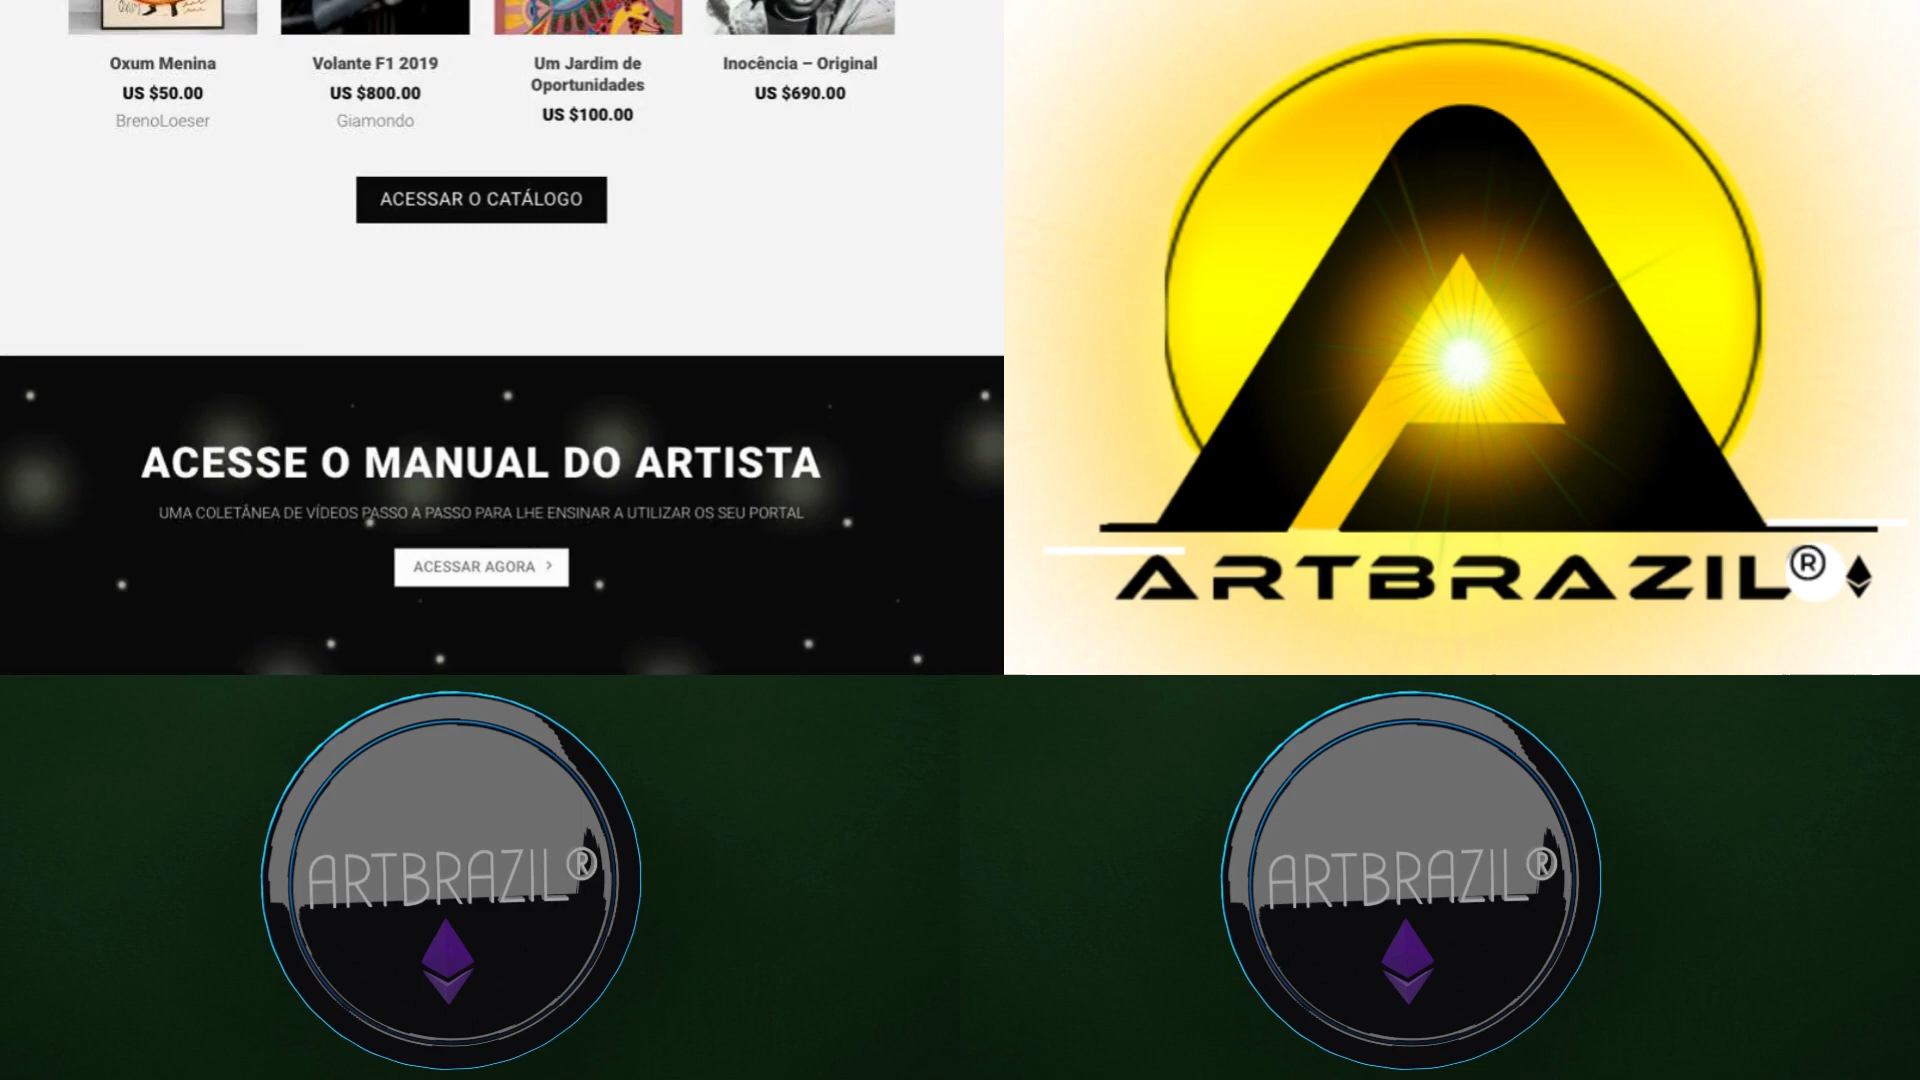 Oxum Menina
US $50.00
BrenoLoeser
Volante F1 2019
US $800.00
Giamondo
Um Jardim de
Oportunidades
US $100.00
Inocência – Original
US $690.00
ACESSAR O CATÁLOGO
ACESSE O MANUAL DO ARTISTA
UMA COLETÂNEA DE VÍDEOS PASSO A PASSO PARA LHE ENSINAR A UTILIZAR OS SEU PORTAL
ACESSAR AGORA
ARTBRAZIL®
ARTBRAZIL®
ARTBRAZIL®